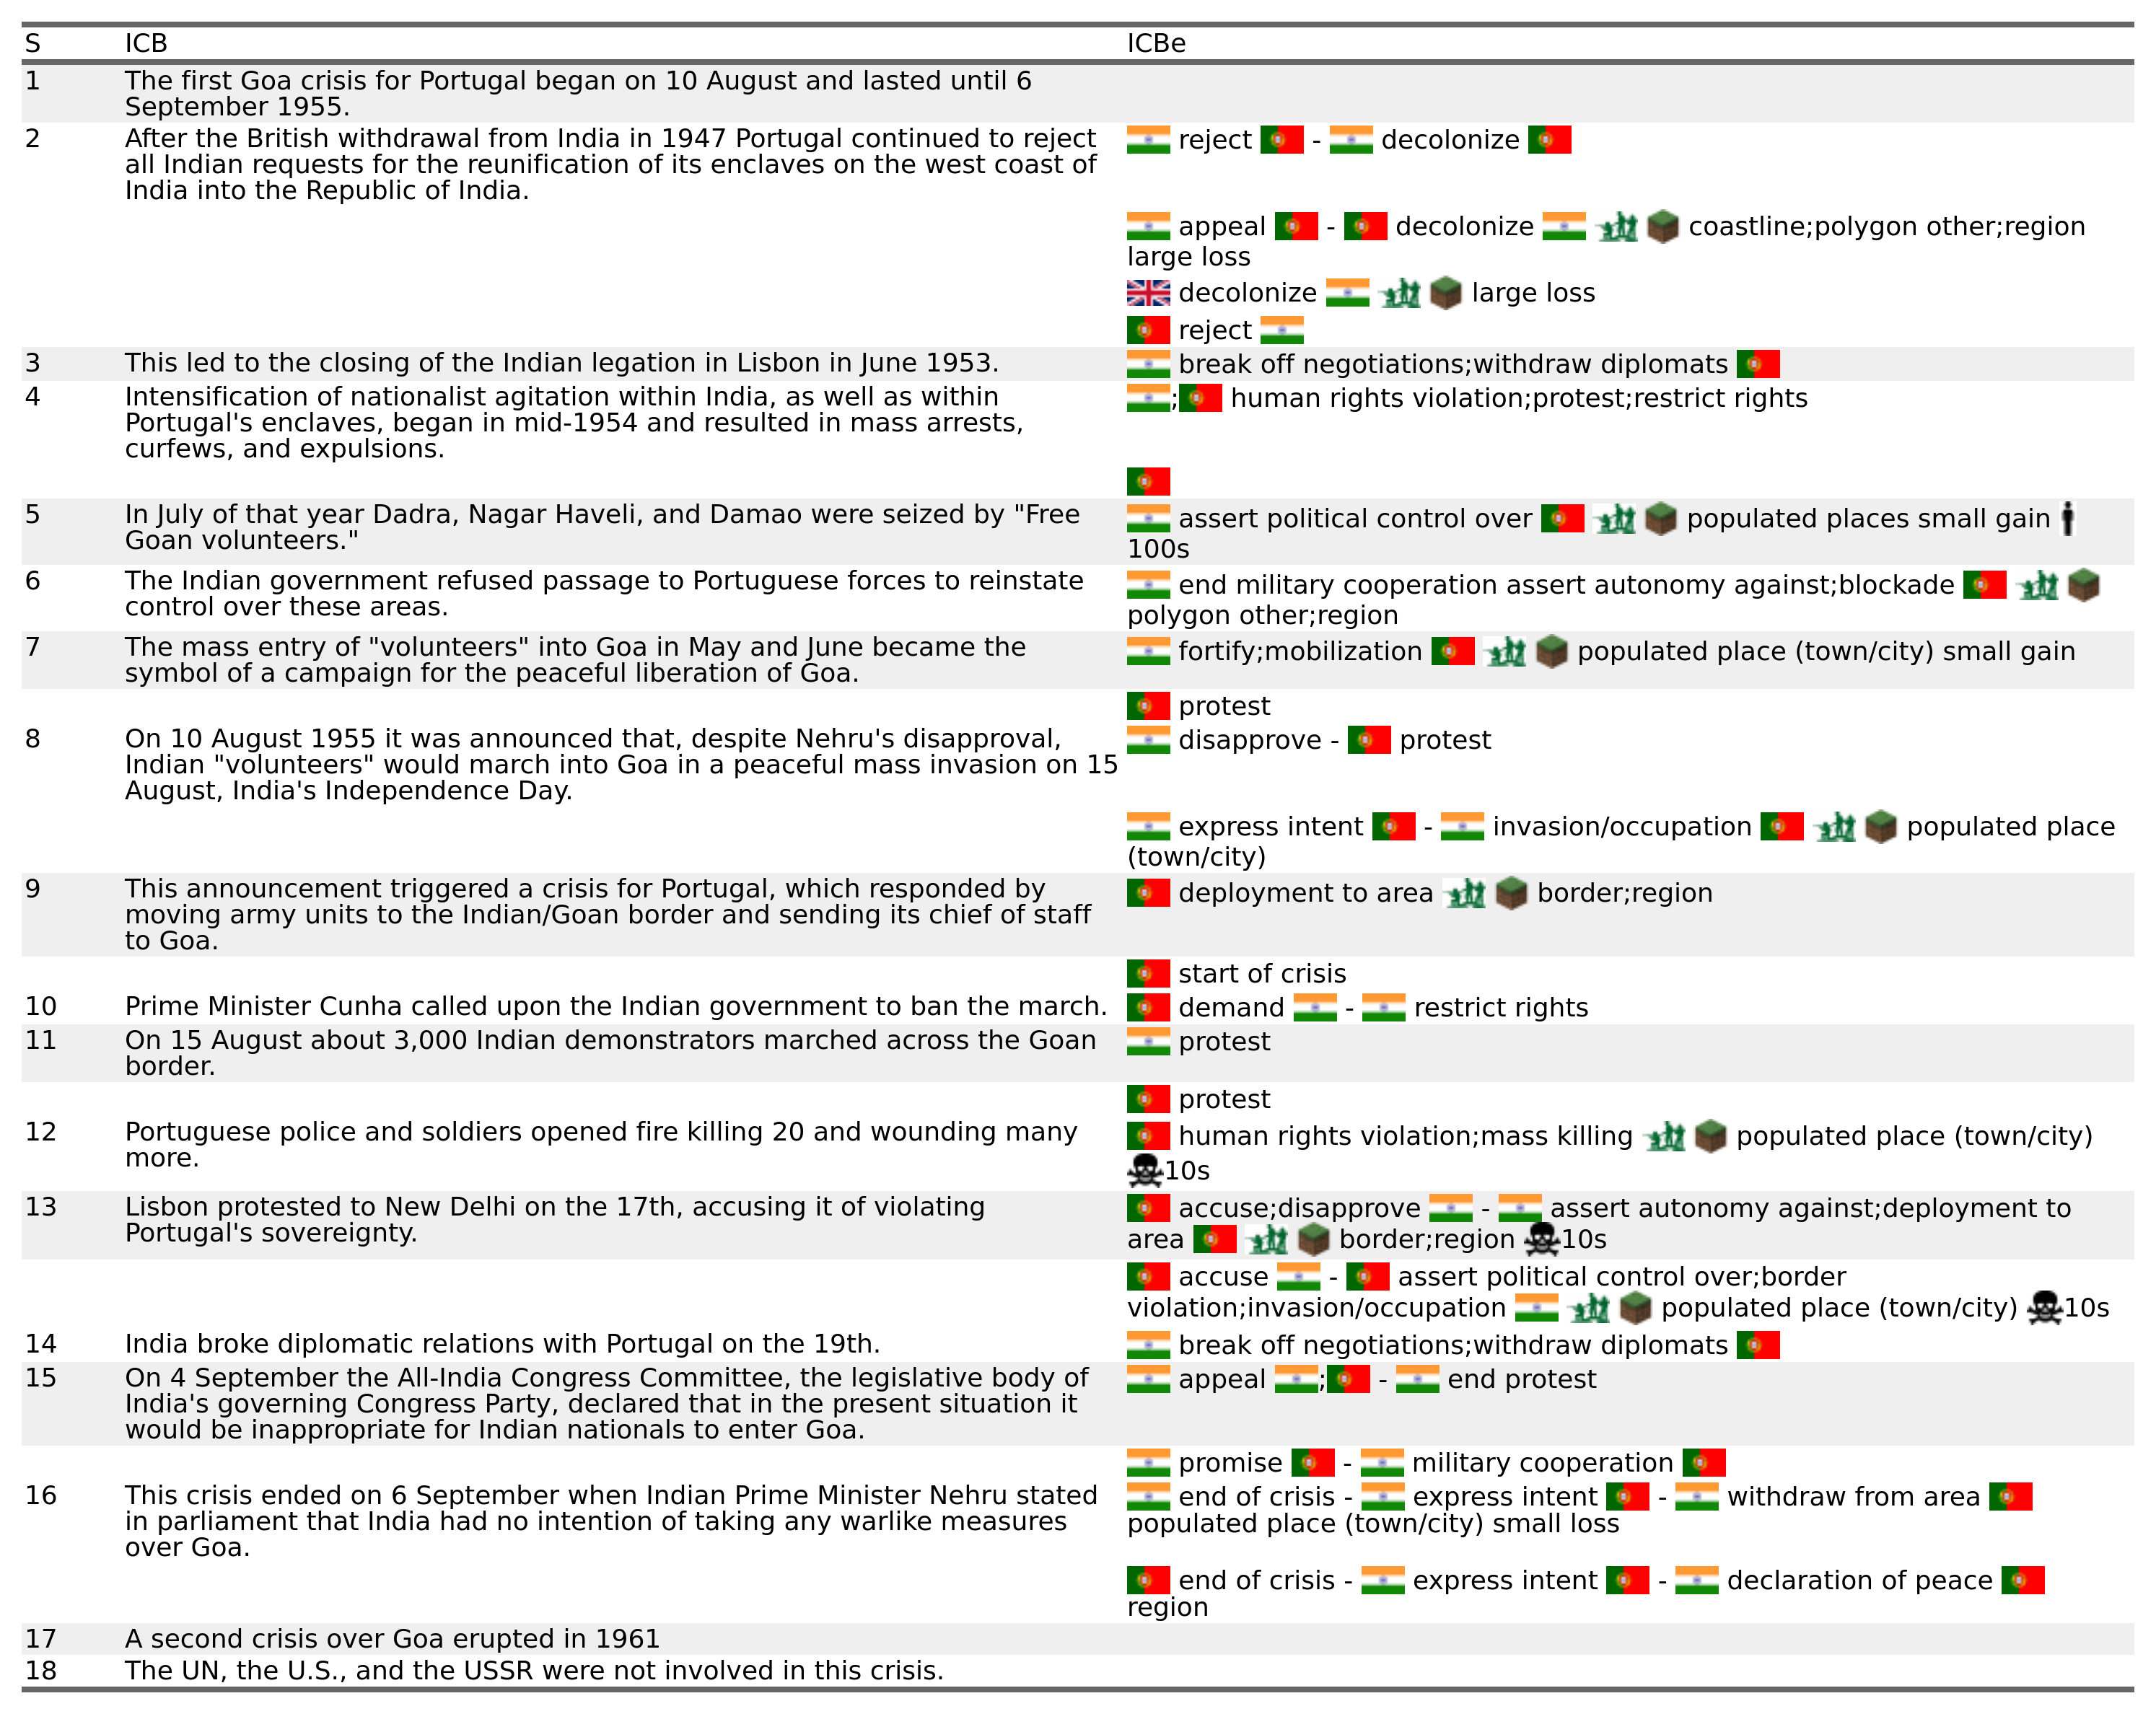 S ICB ICBe
1 The first Goa crisis for Portugal began on 10 August and lasted until 6
September 1955.
2 After the British withdrawal from India in 1947 Portugal continued to reject
all Indian requests for the reunification of its enclaves on the west coast of
India into the Republic of India.
reject - decolonize
appeal - decolonize coastline;polygon other;region
large loss
decolonize large loss
reject
3 This led to the closing of the Indian legation in Lisbon in June 1953.
break off negotiations;withdraw diplomats
4 Intensification of nationalist agitation within India, as well as within
Portugal's enclaves, began in mid-1954 and resulted in mass arrests,
curfews, and expulsions.
; human rights violation;protest;restrict rights
5 In July of that year Dadra, Nagar Haveli, and Damao were seized by "Free
Goan volunteers."
assert political control over populated places small gain
100s
6 The Indian government refused passage to Portuguese forces to reinstate
control over these areas.
end military cooperation assert autonomy against;blockade
polygon other;region
7 The mass entry of "volunteers" into Goa in May and June became the
symbol of a campaign for the peaceful liberation of Goa.
fortify;mobilization populated place (town/city) small gain
protest
8 On 10 August 1955 it was announced that, despite Nehru's disapproval,
Indian "volunteers" would march into Goa in a peaceful mass invasion on 15
August, India's Independence Day.
disapprove - protest
express intent - invasion/occupation populated place
(town/city)
9 This announcement triggered a crisis for Portugal, which responded by
moving army units to the Indian/Goan border and sending its chief of staff
to Goa.
deployment to area border;region
start of crisis
10 Prime Minister Cunha called upon the Indian government to ban the march.
demand - restrict rights
11 On 15 August about 3,000 Indian demonstrators marched across the Goan
border.
protest
protest
12 Portuguese police and soldiers opened fire killing 20 and wounding many
more.
human rights violation;mass killing populated place (town/city)
10s
13 Lisbon protested to New Delhi on the 17th, accusing it of violating
Portugal's sovereignty.
accuse;disapprove - assert autonomy against;deployment to
area border;region 10s
accuse - assert political control over;border
violation;invasion/occupation populated place (town/city) 10s
14 India broke diplomatic relations with Portugal on the 19th.
break off negotiations;withdraw diplomats
15 On 4 September the All-India Congress Committee, the legislative body of
India's governing Congress Party, declared that in the present situation it
would be inappropriate for Indian nationals to enter Goa.
appeal ; - end protest
promise - military cooperation
16 This crisis ended on 6 September when Indian Prime Minister Nehru stated
in parliament that India had no intention of taking any warlike measures
over Goa.
end of crisis - express intent - withdraw from area
populated place (town/city) small loss
end of crisis - express intent - declaration of peace
region
17 A second crisis over Goa erupted in 1961
18 The UN, the U.S., and the USSR were not involved in this crisis.